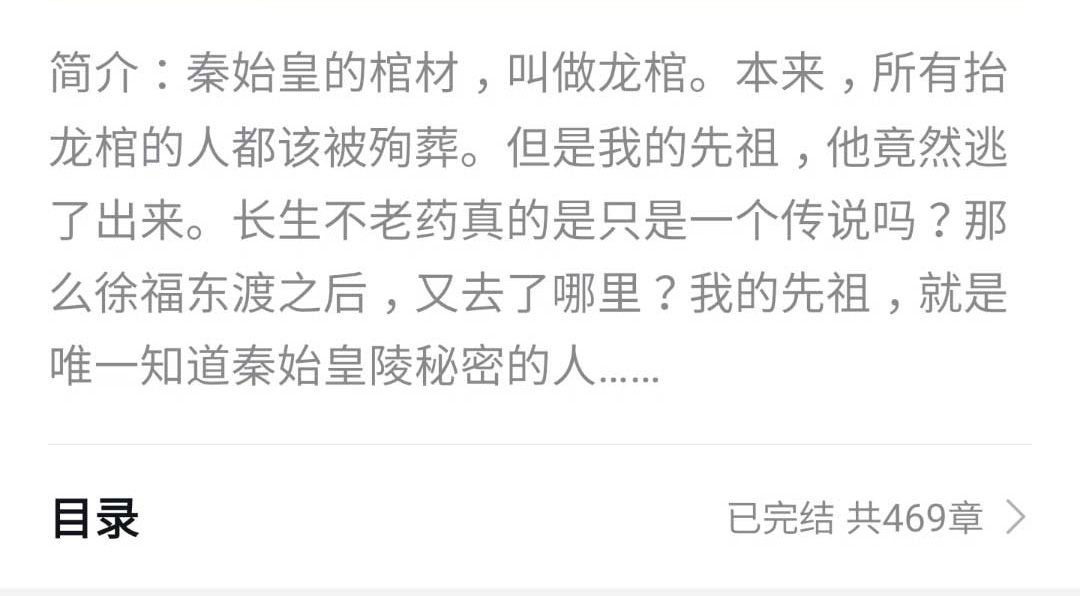 简介：秦始皇的棺材，叫做龙棺。本来，所有抬
龙棺的人都该被殉葬。但是我的先祖，他竟然逃
了出来。长生不老药真的是只是一个传说吗？那
么徐福东渡之后，又去了哪里？我的先祖，就是
唯一知道秦始皇陵秘密的人……
目录
已完结 共469章